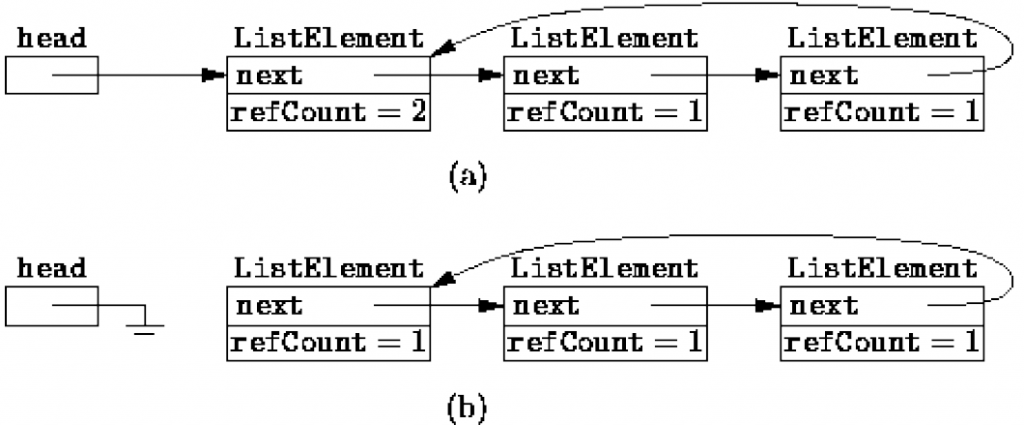 head ListElement ListElement ListElement
next next next
refCount = 2 refCount = 1 refCount = 1
(a)
head ListElement ListElement ListElement
next next next
refCount = 1 refCount = 1 refCount = 1
(b)